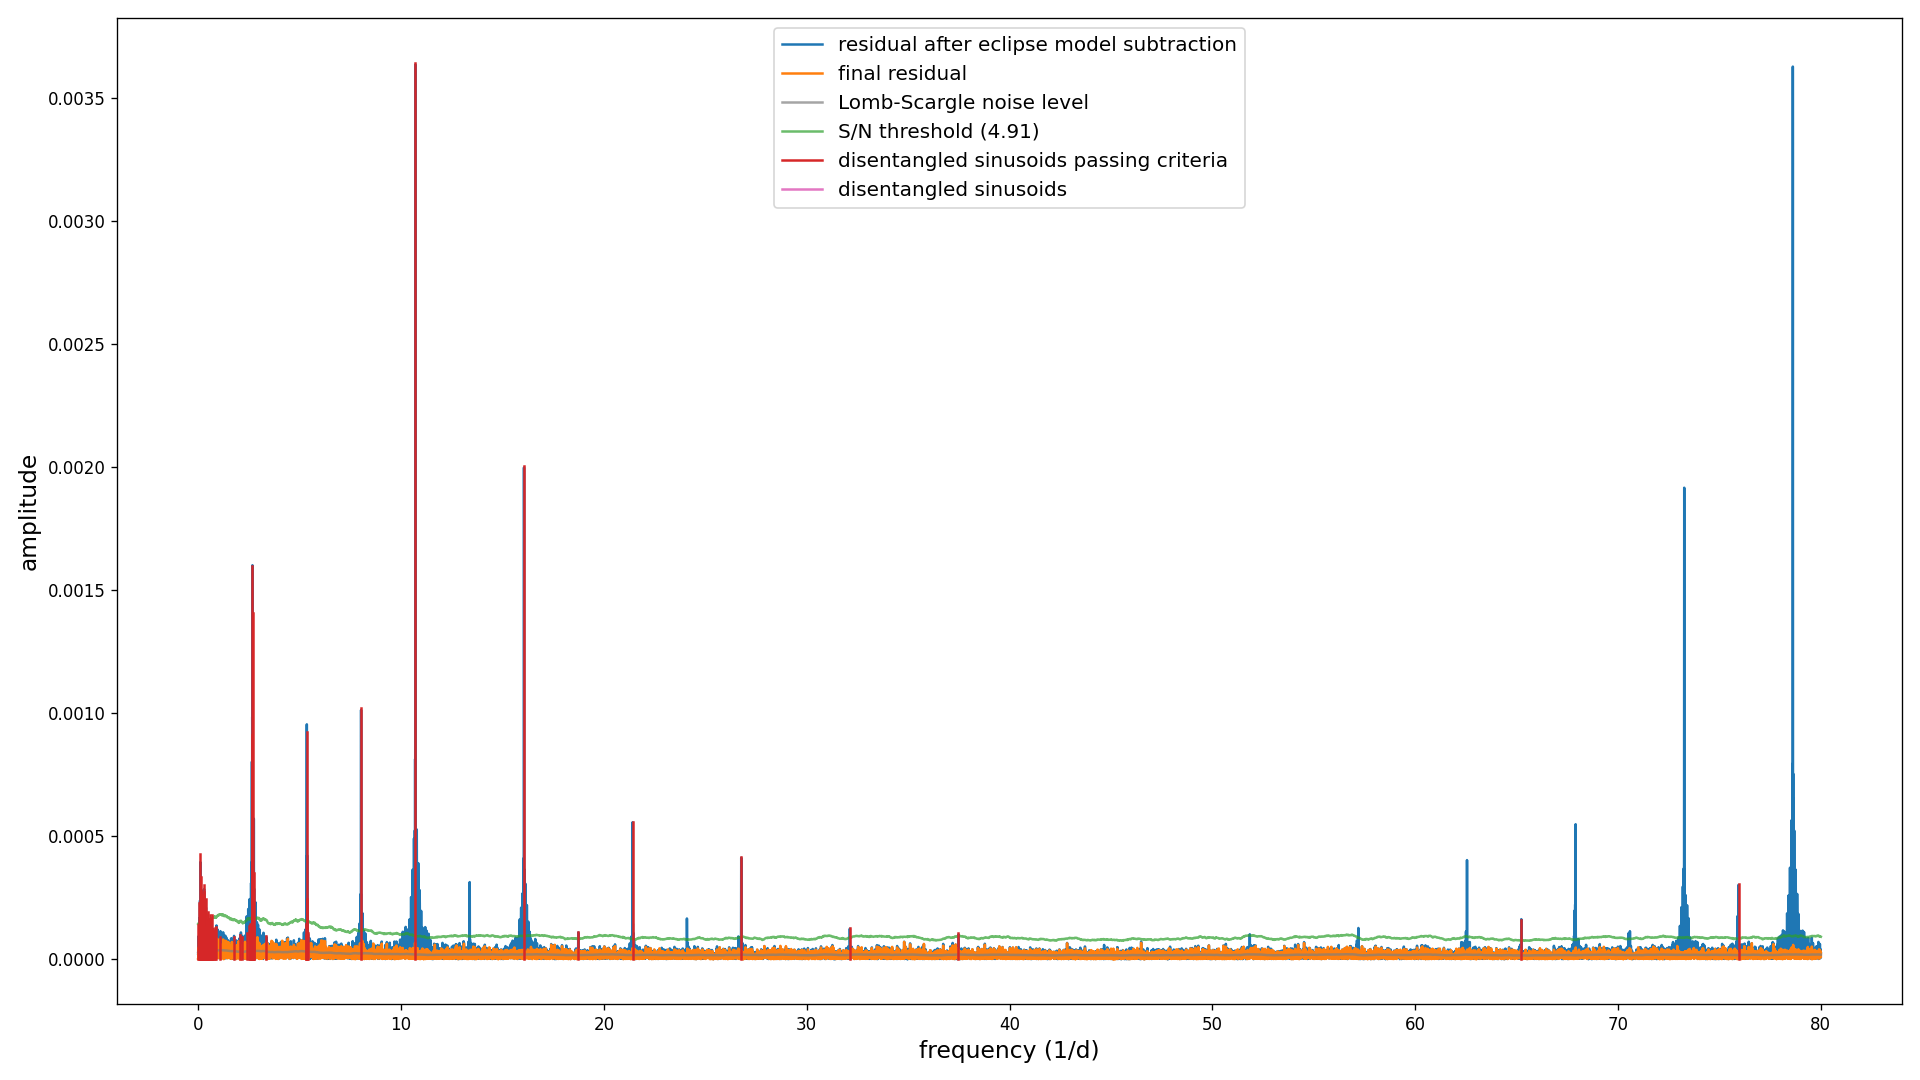 residual after eclipse model subtraction
final residual
Lomb-Scargle noise level
S/N threshold (4.91)
disentangled sinusoids passing criteria
disentangled sinusoids
amplitude
0.0035
0.0030
0.0025
0.0020
0.0015
0.0010
0.0005
0.0000
0 10 20 30 40 50 60 70 80
frequency (1/d)